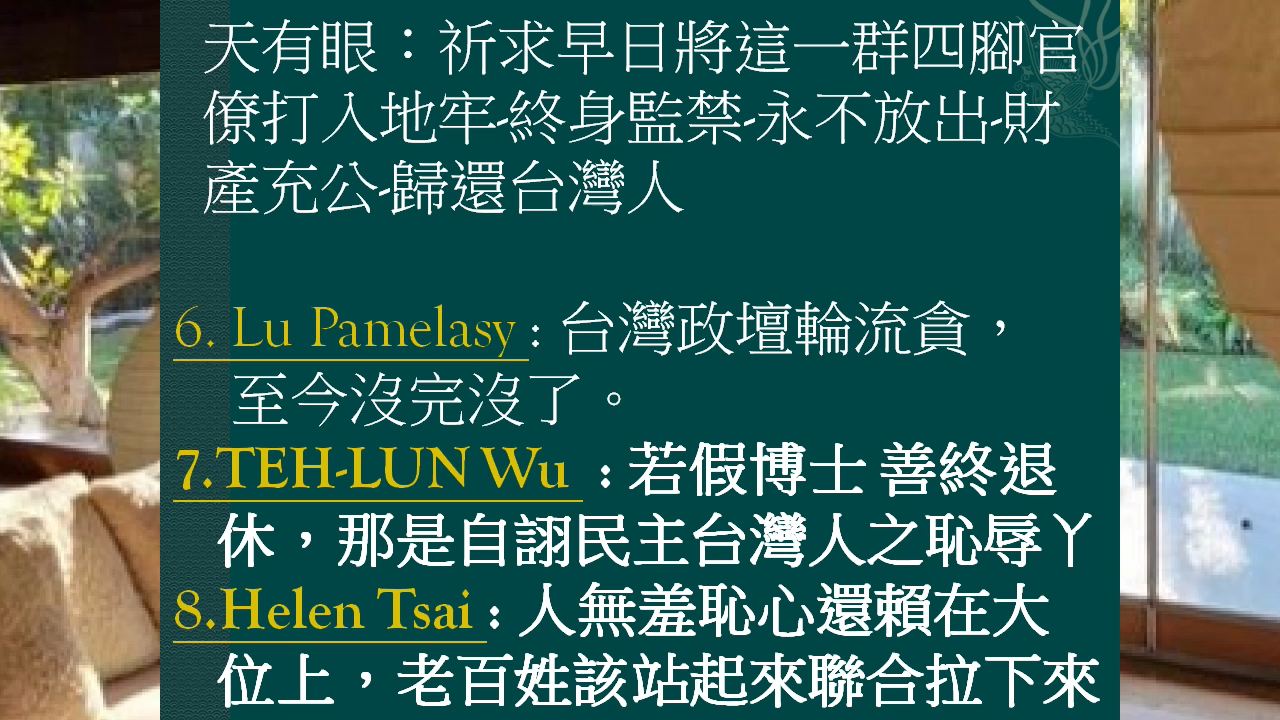 天有眼：祈求早日將這一群四腳官
僚打入地牢-終身監禁-永不放出-財
產充公-歸還台灣人
6. Lu Pamelasy : 台灣政壇輪流貪，
至今沒完沒了。
7.TEH-LUN Wu : 若假博士 善終退
休，那是自詡民主台灣人之恥辱丫
8.Helen Tsai : 人無羞恥心還賴在大
位上，老百姓該站起來聯合拉下來